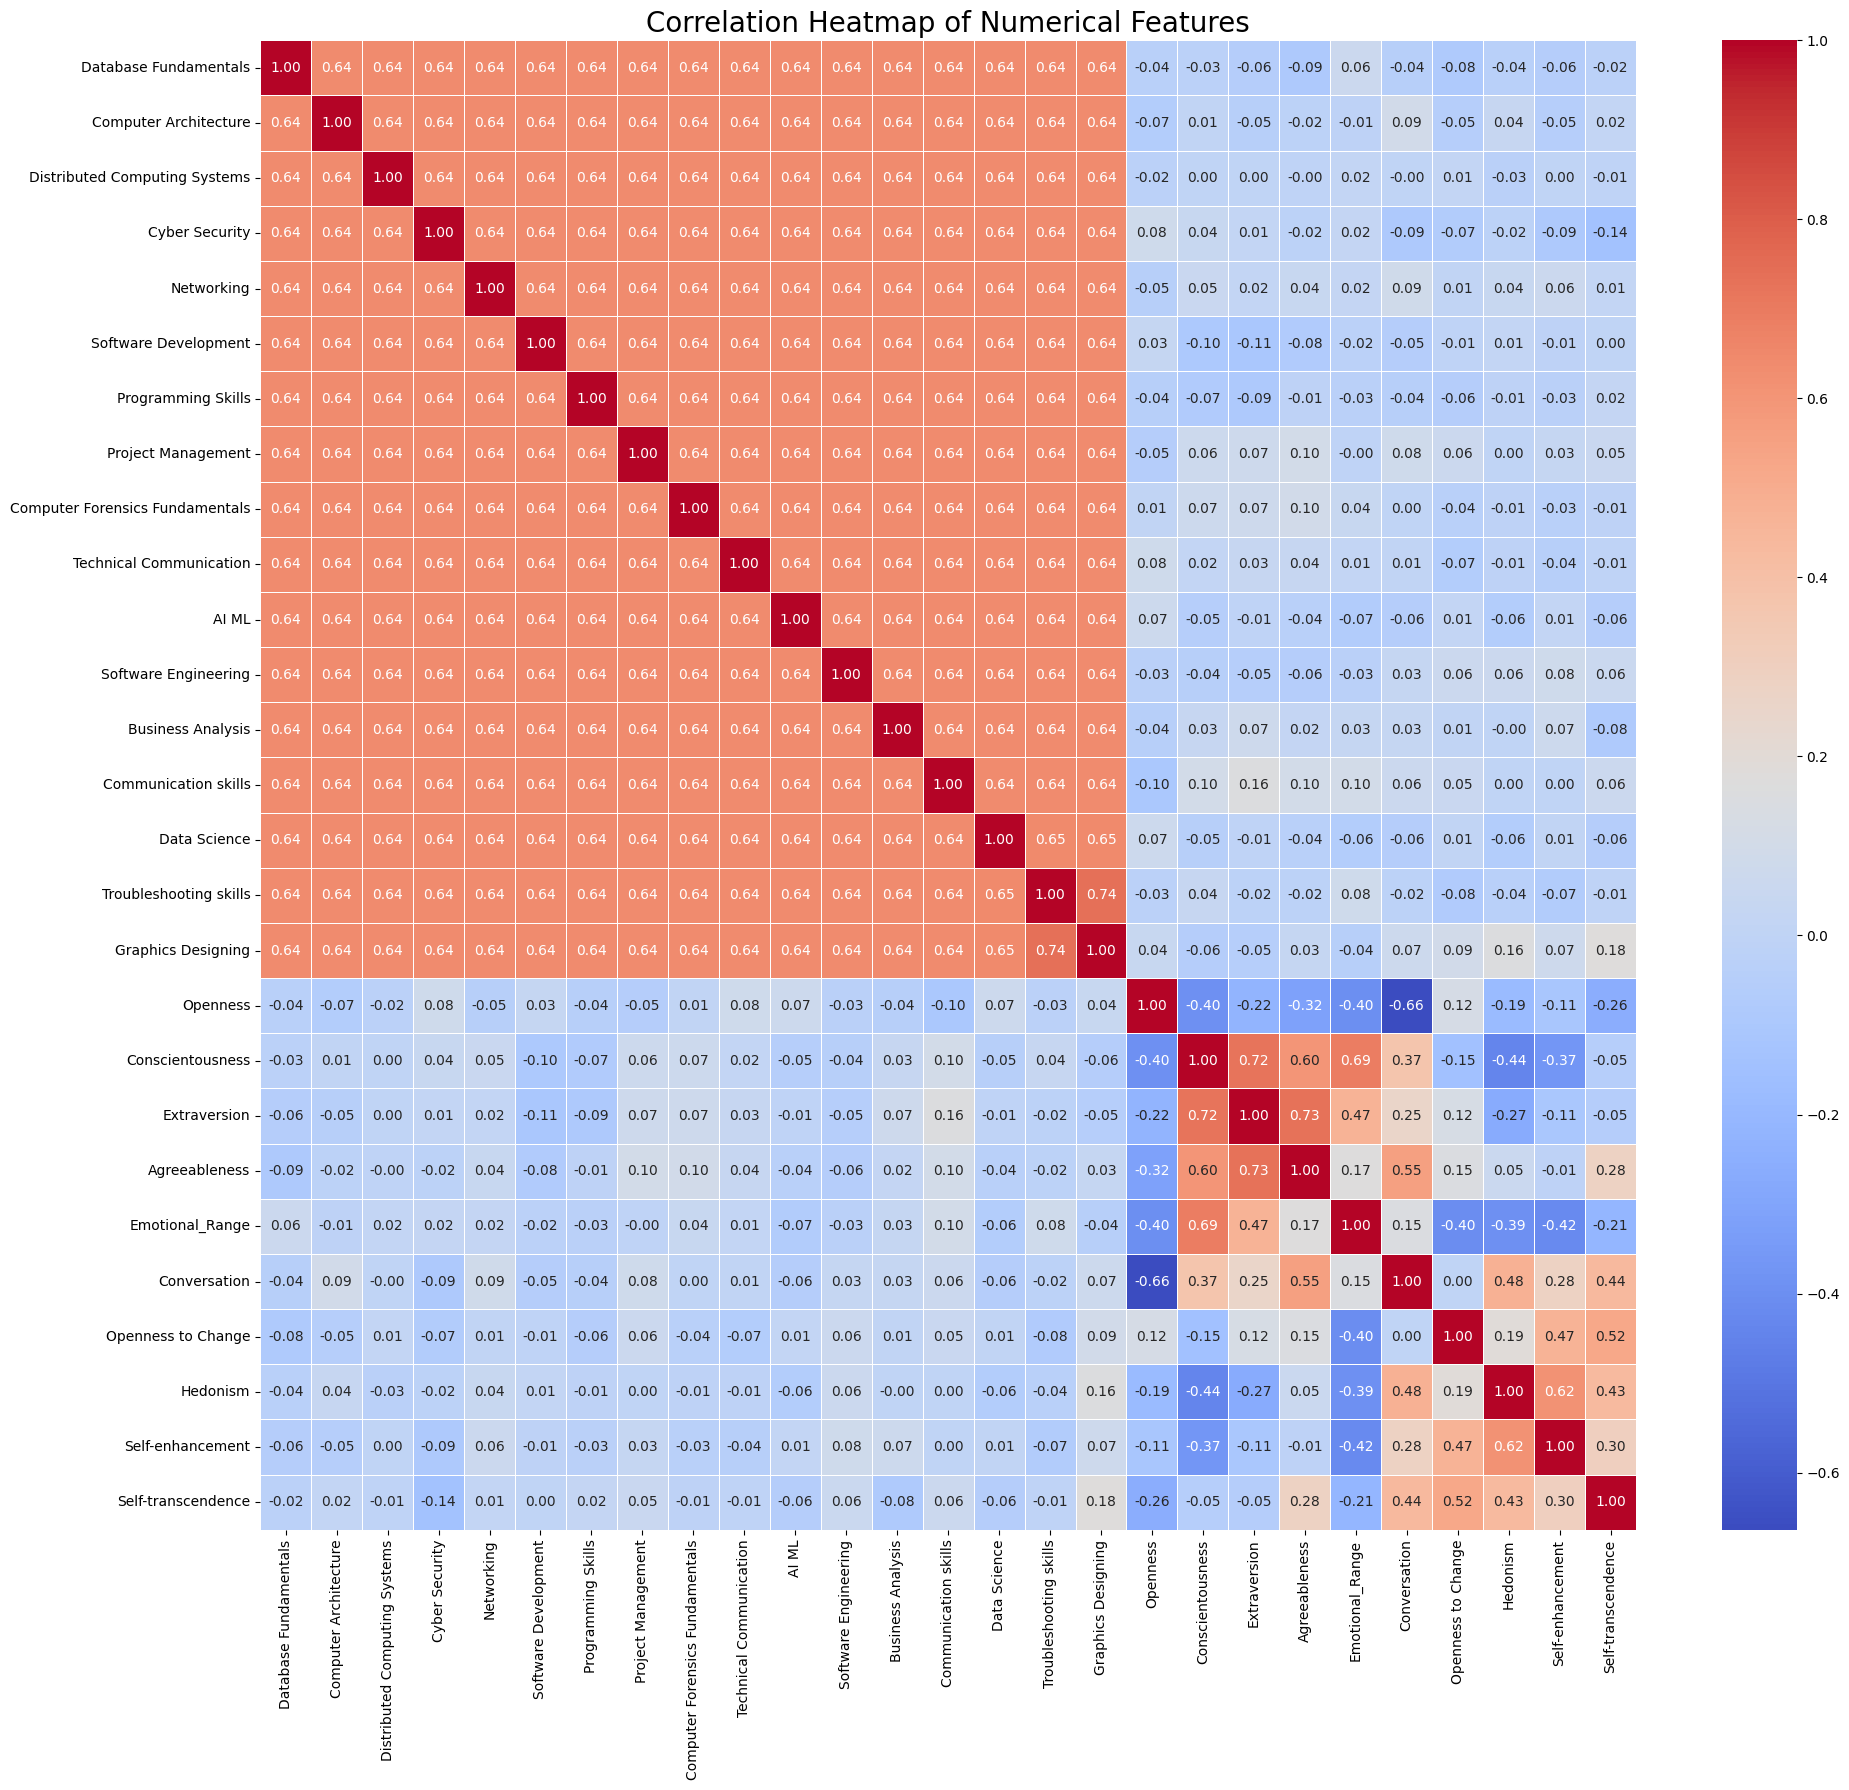 Correlation Heatmap of Numerical Features
Database Fundamentals 1.00 0.64 0.64 0.64 0.64 0.64 0.64 0.64 0.64 0.64 0.64 0.64 0.64 0.64 0.64 0.64 0.64 -0.04 -0.03 -0.06 -0.09 0.06 -0.04 -0.08 -0.04 -0.06 -0.02
Computer Architecture 0.64 1.00 0.64 0.64 0.64 0.64 0.64 0.64 0.64 0.64 0.64 0.64 0.64 0.64 0.64 0.64 0.64 -0.07 0.01 -0.05 -0.02 -0.01 0.09 -0.05 0.04 -0.05 0.02
Distributed Computing Systems 0.64 0.64 1.00 0.64 0.64 0.64 0.64 0.64 0.64 0.64 0.64 0.64 0.64 0.64 0.64 0.64 0.64 -0.02 0.00 0.00 -0.00 0.02 -0.00 0.01 -0.03 0.00 -0.01
Cyber Security 0.64 0.64 0.64 1.00 0.64 0.64 0.64 0.64 0.64 0.64 0.64 0.64 0.64 0.64 0.64 0.64 0.64 0.08 0.04 0.01 -0.02 0.02 -0.09 -0.07 -0.02 -0.09 -0.14
Networking 0.64 0.64 0.64 0.64 1.00 0.64 0.64 0.64 0.64 0.64 0.64 0.64 0.64 0.64 0.64 0.64 0.64 -0.05 0.05 0.02 0.04 0.02 0.09 0.01 0.04 0.06 0.01
Software Development 0.64 0.64 0.64 0.64 0.64 1.00 0.64 0.64 0.64 0.64 0.64 0.64 0.64 0.64 0.64 0.64 0.64 0.03 -0.10 -0.11 -0.08 -0.02 -0.05 -0.01 0.01 -0.01 0.00
Programming Skills 0.64 0.64 0.64 0.64 0.64 0.64 1.00 0.64 0.64 0.64 0.64 0.64 0.64 0.64 0.64 0.64 0.64 -0.04 -0.07 -0.09 -0.01 -0.03 -0.04 -0.06 -0.01 -0.03 0.02
Project Management 0.64 0.64 0.64 0.64 0.64 0.64 0.64 1.00 0.64 0.64 0.64 0.64 0.64 0.64 0.64 0.64 0.64 -0.05 0.06 0.07 0.10 -0.00 0.08 0.06 0.00 0.03 0.05
Computer Forensics Fundamentals 0.64 0.64 0.64 0.64 0.64 0.64 0.64 0.64 1.00 0.64 0.64 0.64 0.64 0.64 0.64 0.64 0.64 0.01 0.07 0.07 0.10 0.04 0.00 -0.04 -0.01 -0.03 -0.01
Technical Communication 0.64 0.64 0.64 0.64 0.64 0.64 0.64 0.64 0.64 1.00 0.64 0.64 0.64 0.64 0.64 0.64 0.64 0.08 0.02 0.03 0.04 0.01 0.01 -0.07 -0.01 -0.04 -0.01
AI ML 0.64 0.64 0.64 0.64 0.64 0.64 0.64 0.64 0.64 0.64 1.00 0.64 0.64 0.64 0.64 0.64 0.64 0.07 -0.05 -0.01 -0.04 -0.07 -0.06 0.01 -0.06 0.01 -0.06
Software Engineering 0.64 0.64 0.64 0.64 0.64 0.64 0.64 0.64 0.64 0.64 0.64 1.00 0.64 0.64 0.64 0.64 0.64 -0.03 -0.04 -0.05 -0.06 -0.03 0.03 0.06 0.06 0.08 0.06
Business Analysis 0.64 0.64 0.64 0.64 0.64 0.64 0.64 0.64 0.64 0.64 0.64 0.64 1.00 0.64 0.64 0.64 0.64 -0.04 0.03 0.07 0.02 0.03 0.03 0.01 -0.00 0.07 -0.08
Communication skills 0.64 0.64 0.64 0.64 0.64 0.64 0.64 0.64 0.64 0.64 0.64 0.64 0.64 1.00 0.64 0.64 0.64 -0.10 0.10 0.16 0.10 0.10 0.06 0.05 0.00 0.00 0.06
Data Science 0.64 0.64 0.64 0.64 0.64 0.64 0.64 0.64 0.64 0.64 0.64 0.64 0.64 0.64 1.00 0.65 0.65 0.07 -0.05 -0.01 -0.04 -0.06 -0.06 0.01 -0.06 0.01 -0.06
Troubleshooting skills 0.64 0.64 0.64 0.64 0.64 0.64 0.64 0.64 0.64 0.64 0.64 0.64 0.64 0.64 0.65 1.00 0.74 -0.03 0.04 -0.02 -0.02 0.08 -0.02 -0.08 -0.04 -0.07 -0.01
Graphics Designing 0.64 0.64 0.64 0.64 0.64 0.64 0.64 0.64 0.64 0.64 0.64 0.64 0.64 0.64 0.65 0.74 1.00 0.04 -0.06 -0.05 0.03 -0.04 0.07 0.09 0.16 0.07 0.18
Openness -0.04 -0.07 -0.02 0.08 -0.05 0.03 -0.04 -0.05 0.01 0.08 0.07 -0.03 -0.04 -0.10 0.07 -0.03 0.04 1.00 -0.40 -0.22 -0.32 -0.40 -0.66 0.12 -0.19 -0.11 -0.26
Conscientousness -0.03 0.01 0.00 0.04 0.05 -0.10 -0.07 0.06 0.07 0.02 -0.05 -0.04 0.03 0.10 -0.05 0.04 -0.06 -0.40 1.00 0.72 0.60 0.69 0.37 -0.15 -0.44 -0.37 -0.05
Extraversion -0.06 -0.05 0.00 0.01 0.02 -0.11 -0.09 0.07 0.07 0.03 -0.01 -0.05 0.07 0.16 -0.01 -0.02 -0.05 -0.22 0.72 1.00 0.73 0.47 0.25 0.12 -0.27 -0.11 -0.05
Agreeableness -0.09 -0.02 -0.00 -0.02 0.04 -0.08 -0.01 0.10 0.10 0.04 -0.04 -0.06 0.02 0.10 -0.04 -0.02 0.03 -0.32 0.60 0.73 1.00 0.17 0.55 0.15 0.05 -0.01 0.28
Emotional_Range 0.06 -0.01 0.02 0.02 0.02 -0.02 -0.03 -0.00 0.04 0.01 -0.07 -0.03 0.03 0.10 -0.06 0.08 -0.04 -0.40 0.69 0.47 0.17 1.00 0.15 -0.40 -0.39 -0.42 -0.21
Conversation -0.04 0.09 -0.00 -0.09 0.09 -0.05 -0.04 0.08 0.00 0.01 -0.06 0.03 0.03 0.06 -0.06 -0.02 0.07 -0.66 0.37 0.25 0.55 0.15 1.00 0.00 0.48 0.28 0.44
Openness to Change -0.08 -0.05 0.01 -0.07 0.01 -0.01 -0.06 0.06 -0.04 -0.07 0.01 0.06 0.01 0.05 0.01 -0.08 0.09 0.12 -0.15 0.12 0.15 -0.40 0.00 1.00 0.19 0.47 0.52
Hedonism -0.04 0.04 -0.03 -0.02 0.04 0.01 -0.01 0.00 -0.01 -0.01 -0.06 0.06 -0.00 0.00 -0.06 -0.04 0.16 -0.19 -0.44 -0.27 0.05 -0.39 0.48 0.19 1.00 0.62 0.43
Self-enhancement -0.06 -0.05 0.00 -0.09 0.06 -0.01 -0.03 0.03 -0.03 -0.04 0.01 0.08 0.07 0.00 0.01 -0.07 0.07 -0.11 -0.37 -0.11 -0.01 -0.42 0.28 0.47 0.62 1.00 0.30
Self-transcendence -0.02 0.02 -0.01 -0.14 0.01 0.00 0.02 0.05 -0.01 -0.01 -0.06 0.06 -0.08 0.06 -0.06 -0.01 0.18 -0.26 -0.05 -0.05 0.28 -0.21 0.44 0.52 0.43 0.30 1.00
Database Fundamentals
Computer Architecture
Distributed Computing Systems
Cyber Security
Networking
Software Development
Programming Skills
Project Management
Computer Forensics Fundamentals
Technical Communication
AI ML
Software Engineering
Business Analysis
Communication skills
Data Science
Troubleshooting skills
Graphics Designing
Openness
Conscientousness
Extraversion
Agreeableness
Emotional_Range
Conversation
Openness to Change
Hedonism
Self-enhancement
Self-transcendence
1.0
0.8
0.6
0.4
0.2
0.0
−0.2
−0.4
−0.6